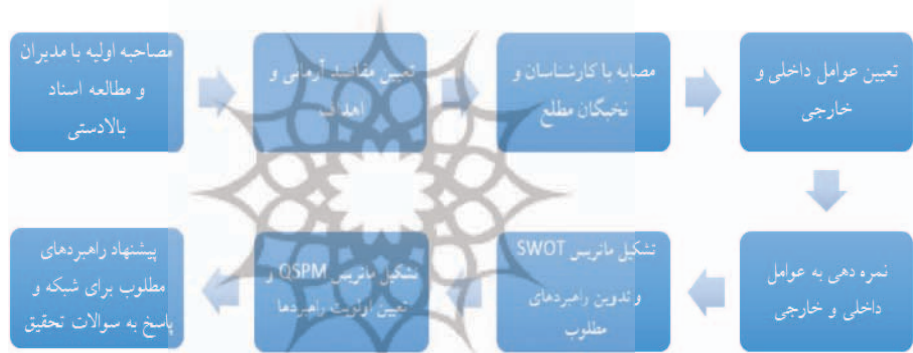 مصاحبه اولیه با مدیران
و مطالعه اسناد
بالادستی
تعیین مقاصد آرمانی و
اهداف
مصابه با کارشناسان و
نخبگان مطلع
تعیین عوامل داخلی و
خارجی
نمره دهی به عوامل
داخلی و خارجی
تشکیل ماتریس SWOT
و تدوین راهبردهای
مطلوب
تشکیل ماتریس QSPM و
تعیین اولویت راهبردها
پیشنهاد راهبردهای
مطلوب برای شبکه و
پاسخ به سوالات تحقیق